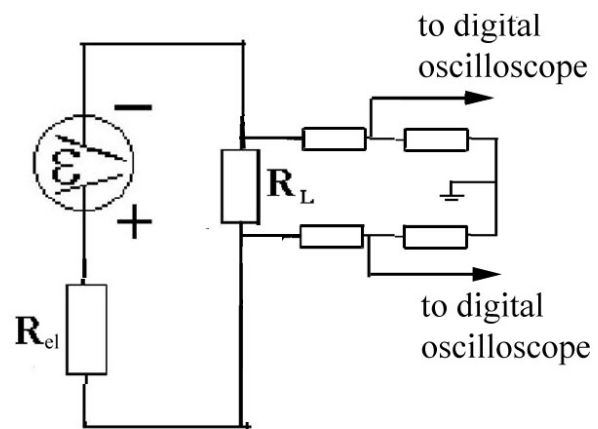 to digital
oscilloscope
−
ε
R_L
+
R_el
to digital
oscilloscope